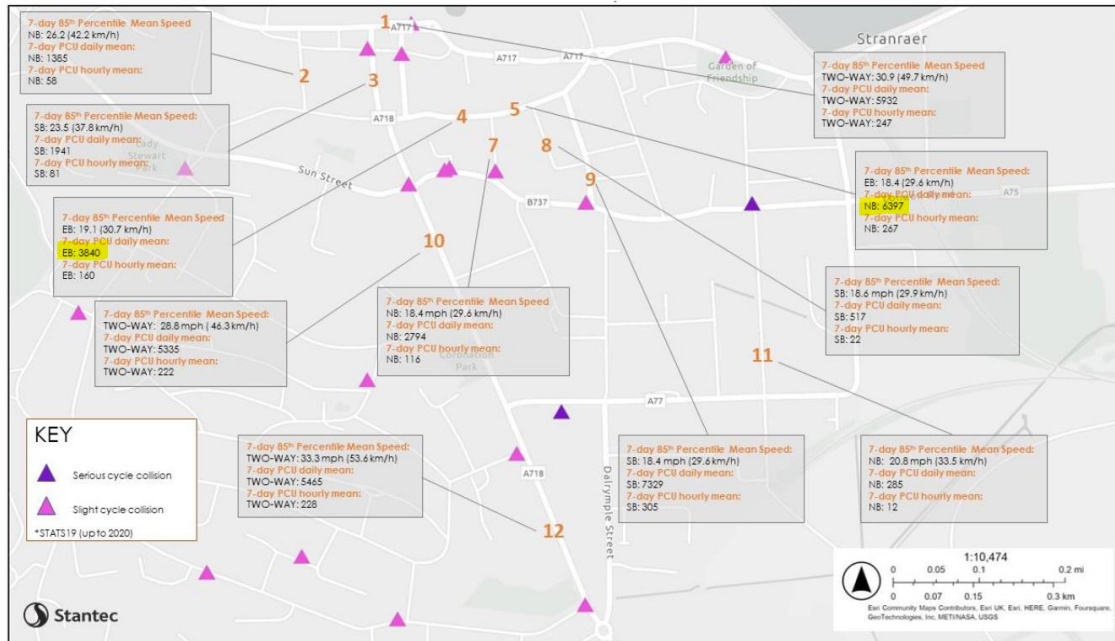 7-day 85th Percentile Mean Speed
NB: 26.2 (42.2 km/h)
7-day PCU daily mean:
NB: 1385
7-day PCU hourly mean:
NB: 58
7-day 85th Percentile Mean Speed:
SB: 23.5 (37.8 km/h)
7-day PCU daily mean:
SB: 1941
7-day PCU hourly mean:
SB: 81
7-day 85th Percentile Mean Speed
EB: 19.1 (30.7 km/h)
7-day PCU daily mean:
EB: 3840
7-day PCU hourly mean:
EB: 160
7-day 85th Percentile Mean Speed:
TWO-WAY: 28.8 mph ( 46.3 km/h)
7-day PCU daily mean:
TWO-WAY: 5335
7-day PCU hourly mean:
TWO-WAY: 222
7-day 85th Percentile Mean Speed
NB: 18.4 mph (29.6 km/h)
7-day PCU daily mean:
NB: 2794
7-day PCU hourly mean:
NB: 116
7-day 85th Percentile Mean Speed:
TWO-WAY: 33.3 mph (53.6 km/h)
7-day PCU daily mean:
TWO-WAY: 5465
7-day PCU hourly mean:
TWO-WAY: 228
7-day 85th Percentile Mean Speed
TWO-WAY: 30.9 (49.7 km/h)
7-day PCU daily mean:
TWO-WAY: 5932
7-day PCU hourly mean:
TWO-WAY: 247
7-day 85th Percentile Mean Speed:
EB: 18.4 (29.6 km/h)
7-day PCU daily mean:
NB: 6397
7-day PCU hourly mean:
NB: 267
7-day 85th Percentile Mean Speed:
SB: 18.6 mph (29.9 km/h)
7-day PCU daily mean:
SB: 517
7-day PCU hourly mean:
SB: 22
7-day 85th Percentile Mean Speed:
SB: 18.4 mph (29.6 km/h)
7-day PCU daily mean:
SB: 7329
7-day PCU hourly mean:
SB: 305
7-day 85th Percentile Mean Speed:
NB: 20.8 mph (33.5 km/h)
7-day PCU daily mean:
NB: 285
7-day PCU hourly mean:
NB: 12
1
2
3
4
5
7
8
9
10
11
12
A717
A717
A717
A718
A718
B737
A75
A77
Stranraer
Garden of
Friendship
Lady
Stewart
Park
Sun Street
Coronation
Park
Dalrymple Street
KEY
Serious cycle collision
Slight cycle collision
*STATS19 (up to 2020)
Stantec
1:10,474
0 0.05 0.1 0.2 mi
0 0.07 0.15 0.3 km
Esri Community Maps Contributors, Esri UK, Esri, HERE, Garmin, Foursquare,
GeoTechnologies, Inc, METI/NASA, USGS